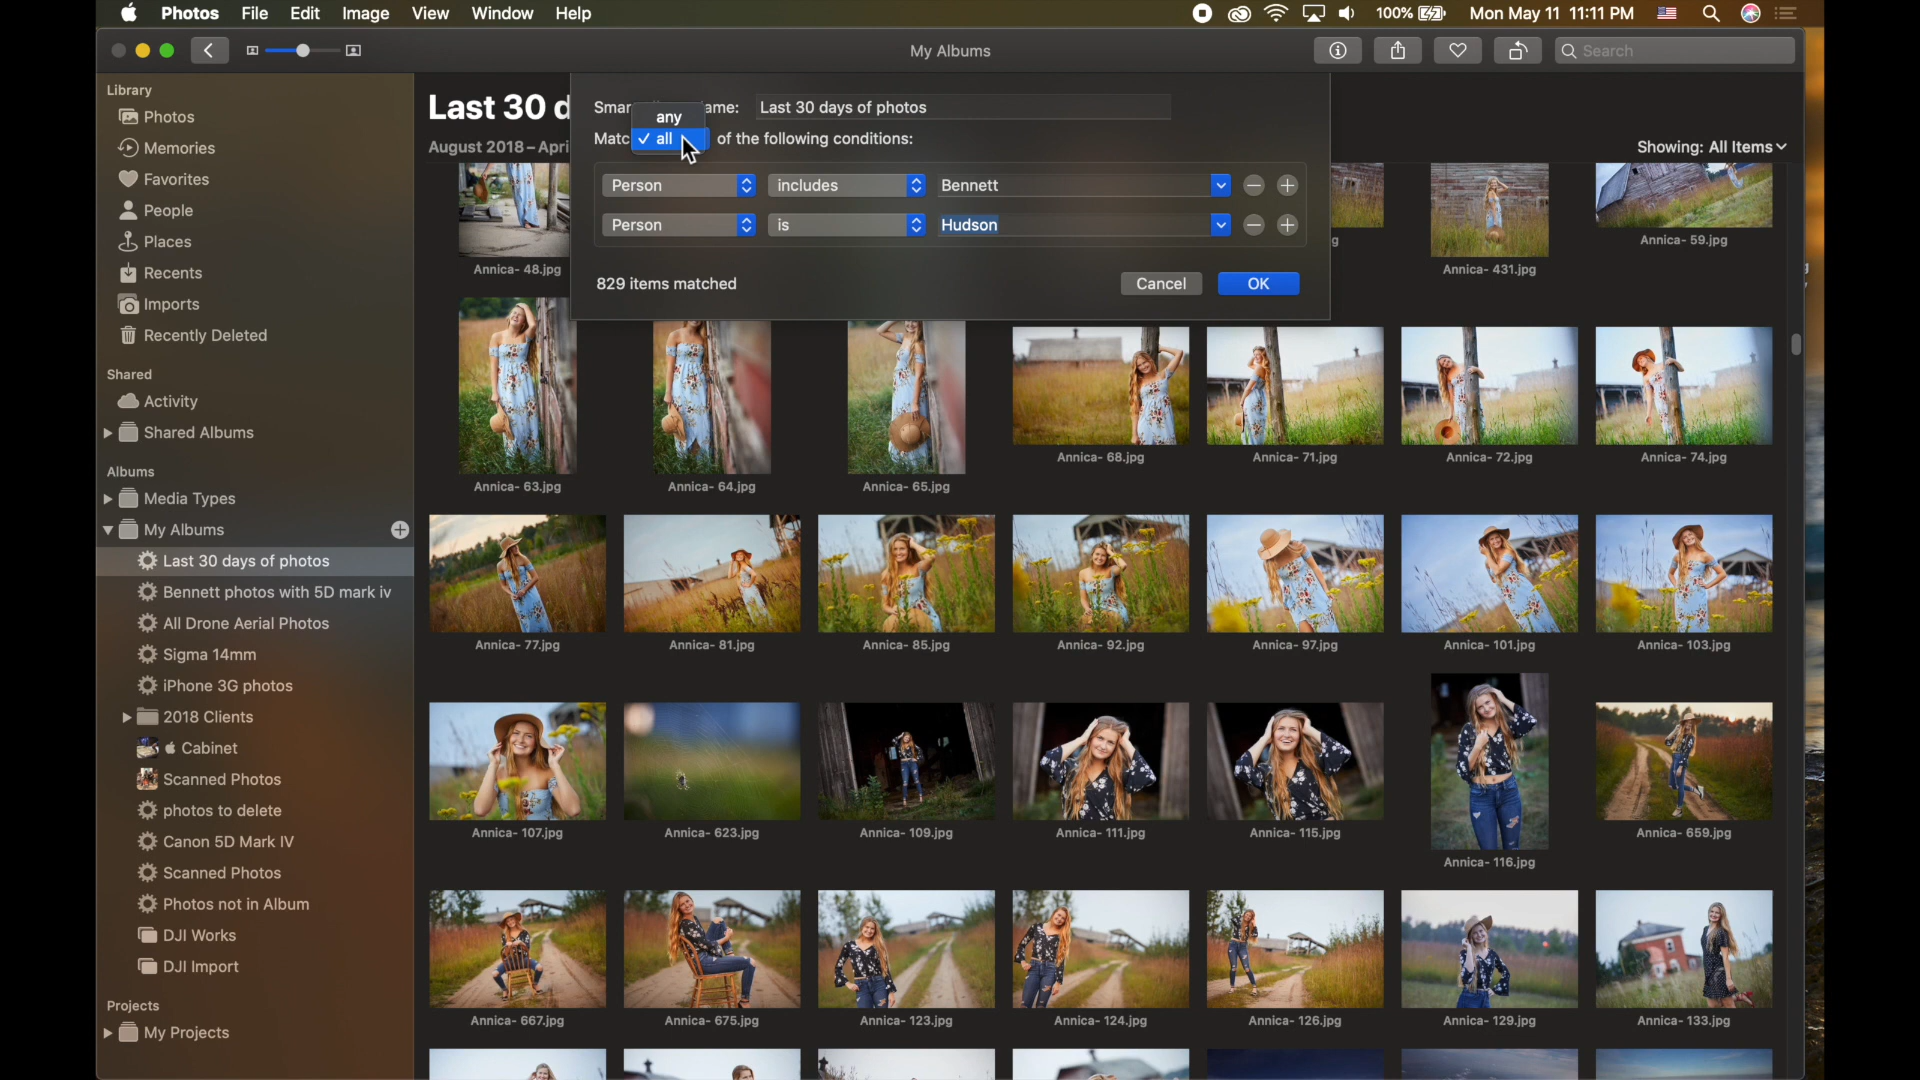 Photos File Edit Image View Window Help
100% Mon May 11 11:11 PM
My Albums
Search
Library
Photos
Memories
Favorites
People
Places
Recents
Imports
Recently Deleted
Shared
Activity
Shared Albums
Albums
Media Types
My Albums
Last 30 days of photos
Bennett photos with 5D mark iv
All Drone Aerial Photos
Sigma 14mm
iPhone 3G photos
2018 Clients
Cabinet
Scanned Photos
photos to delete
Canon 5D Mark IV
Scanned Photos
Photos not in Album
DJI Works
DJI Import
Projects
My Projects
Last 30 d
August 2018 – Apri
Showing: All Items
Smar ame: Last 30 days of photos
any
Matc ✓ all of the following conditions:
Person includes Bennett
Person is Hudson
829 items matched
Cancel OK
Annica- 48.jpg
g
Annica- 431.jpg
Annica- 59.jpg
Annica- 63.jpg
Annica- 64.jpg
Annica- 65.jpg
Annica- 68.jpg
Annica- 71.jpg
Annica- 72.jpg
Annica- 74.jpg
Annica- 77.jpg
Annica- 81.jpg
Annica- 85.jpg
Annica- 92.jpg
Annica- 97.jpg
Annica- 101.jpg
Annica- 103.jpg
Annica- 107.jpg
Annica- 623.jpg
Annica- 109.jpg
Annica- 111.jpg
Annica- 115.jpg
Annica- 116.jpg
Annica- 659.jpg
Annica- 667.jpg
Annica- 675.jpg
Annica- 123.jpg
Annica- 124.jpg
Annica- 126.jpg
Annica- 129.jpg
Annica- 133.jpg